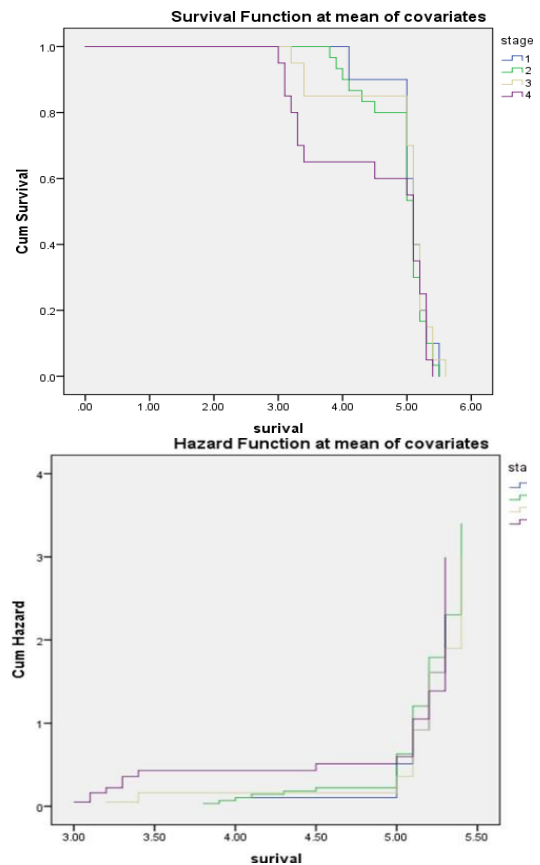 Survival Function at mean of covariates
stage
1
2
3
4
1.0
0.8
0.6
0.4
0.2
0.0
Cum Survival
.00 1.00 2.00 3.00 4.00 5.00 6.00
surival
Hazard Function at mean of covariates
sta
4
3
2
1
0
Cum Hazard
3.00 3.50 4.00 4.50 5.00 5.50
surival